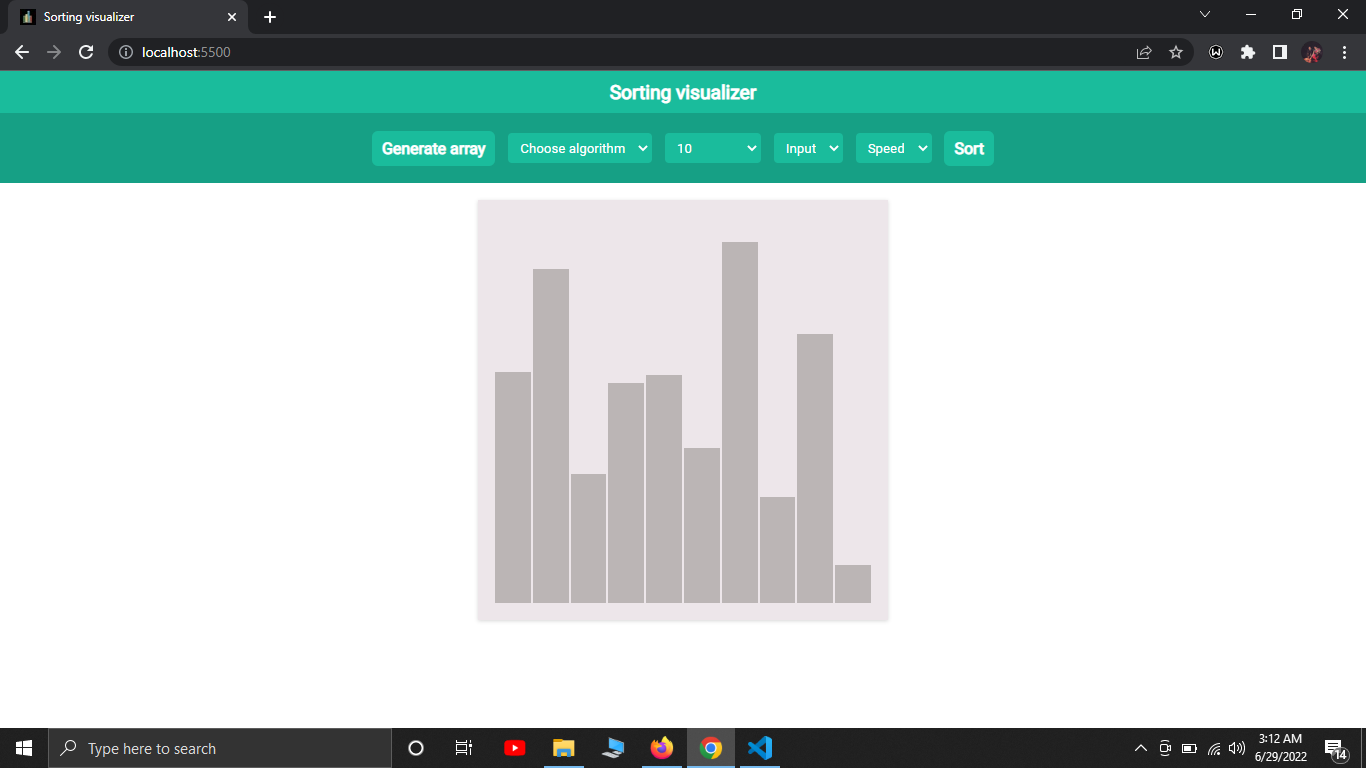 Sorting visualizer
localhost:5500
Sorting visualizer
Generate array
Choose algorithm
10
Input
Speed
Sort
Type here to search
3:12 AM
6/29/2022
14